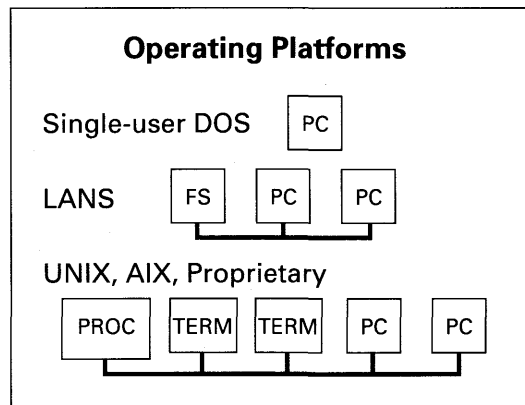 Operating Platforms
Single-user DOS PC
LANS FS PC PC
UNIX, AIX, Proprietary
PROC TERM TERM PC PC